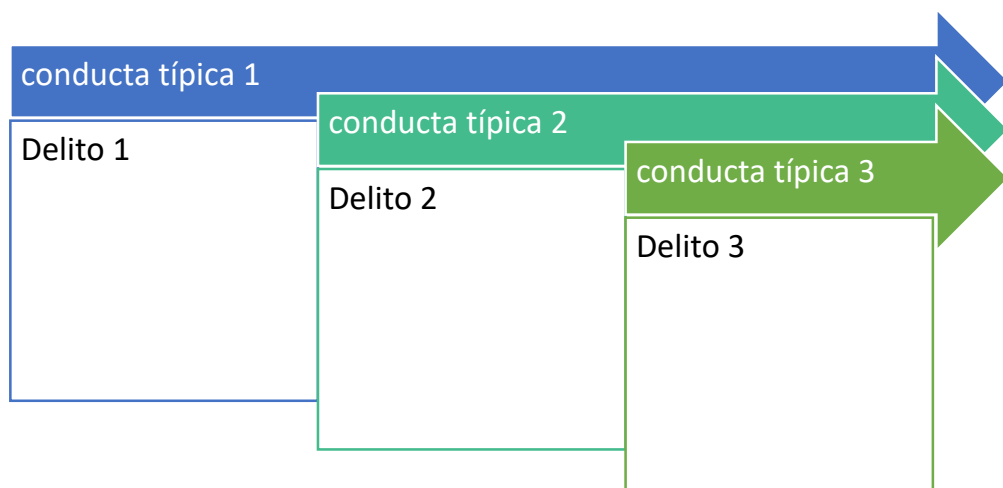 conducta típica 1
Delito 1
conducta típica 2
Delito 2
conducta típica 3
Delito 3